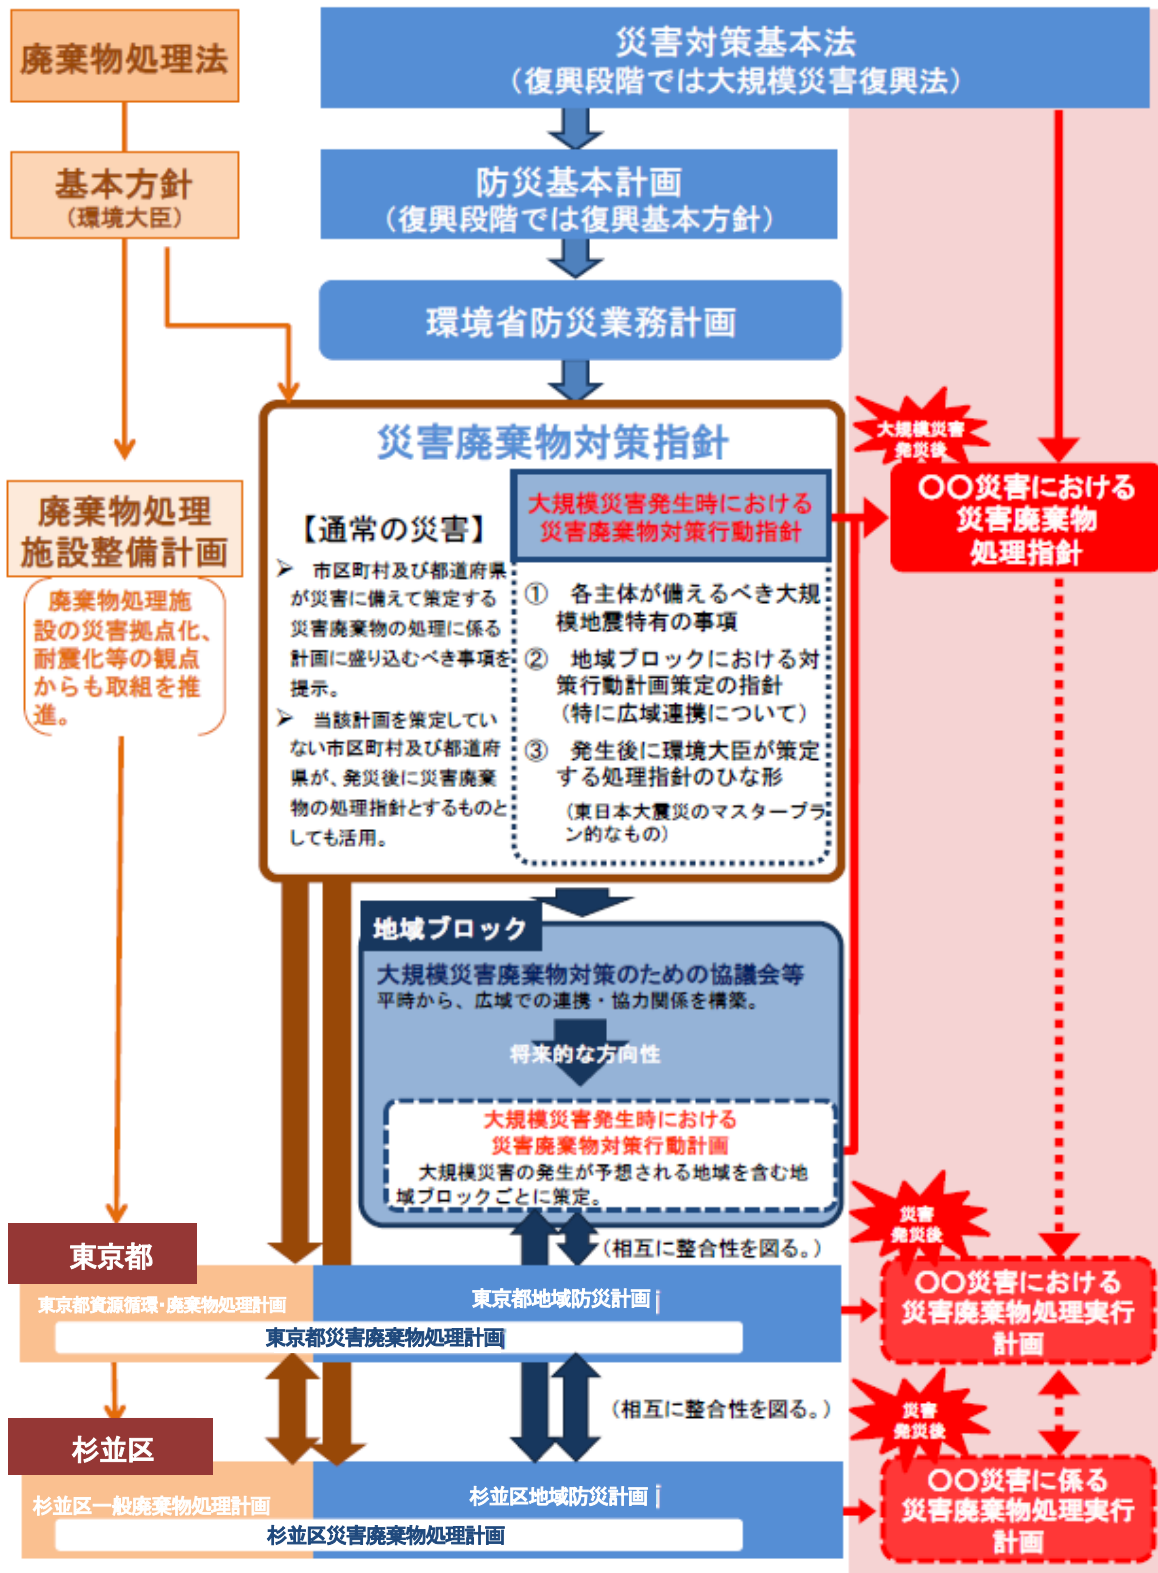 廃棄物処理法
災害対策基本法
（復興段階では大規模災害復興法）
基本方針
（環境大臣）
防災基本計画
（復興段階では復興基本方針）
環境省防災業務計画
災害廃棄物対策指針
【通常の災害】
➢ 市区町村及び都道府県
が災害に備えて策定する
災害廃棄物の処理に係る
計画に盛り込むべき事項を
提示。
➢ 当該計画を策定してい
ない市区町村及び都道府
県が、発災後に災害廃棄
物の処理指針とするものと
しても活用。
大規模災害発生時における
災害廃棄物対策行動指針
① 各主体が備えるべき大規
模地震特有の事項
② 地域ブロックにおける対
策行動計画策定の指針
（特に広域連携について）
③ 発生後に環境大臣が策定
する処理指針のひな形
（東日本大震災のマスタープラ
ン的なもの）
大規模災害
発災後
〇〇災害における
災害廃棄物
処理指針
廃棄物処理
施設整備計画
廃棄物処理施
設の災害拠点化、
耐震化等の観点
からも取組を推
進。
地域ブロック
大規模災害廃棄物対策のための協議会等
平時から、広域での連携・協力関係を構築。
将来的な方向性
大規模災害発生時における
災害廃棄物対策行動計画
大規模災害の発生が予想される地域を含む地
域ブロックごとに策定。
（相互に整合性を図る。）
東京都
東京都資源循環・廃棄物処理計画
東京都地域防災計画
東京都災害廃棄物処理計画
災害
発災後
〇〇災害における
災害廃棄物処理実行
計画
（相互に整合性を図る。）
杉並区
杉並区一般廃棄物処理計画
杉並区地域防災計画
杉並区災害廃棄物処理計画
災害
発災後
〇〇災害に係る
災害廃棄物処理実行
計画